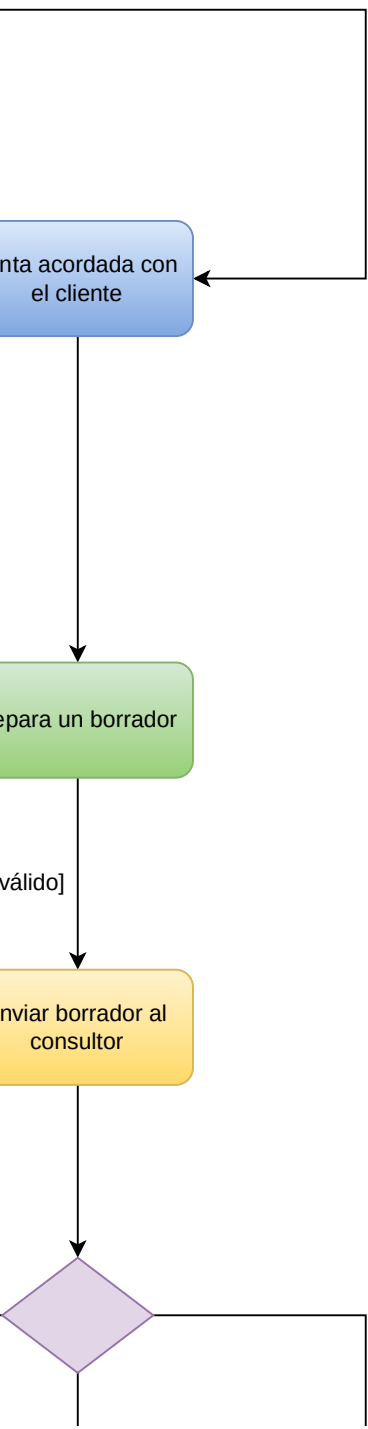 nta acordada con
el cliente
epara un borrador
válido]
nviar borrador al
consultor